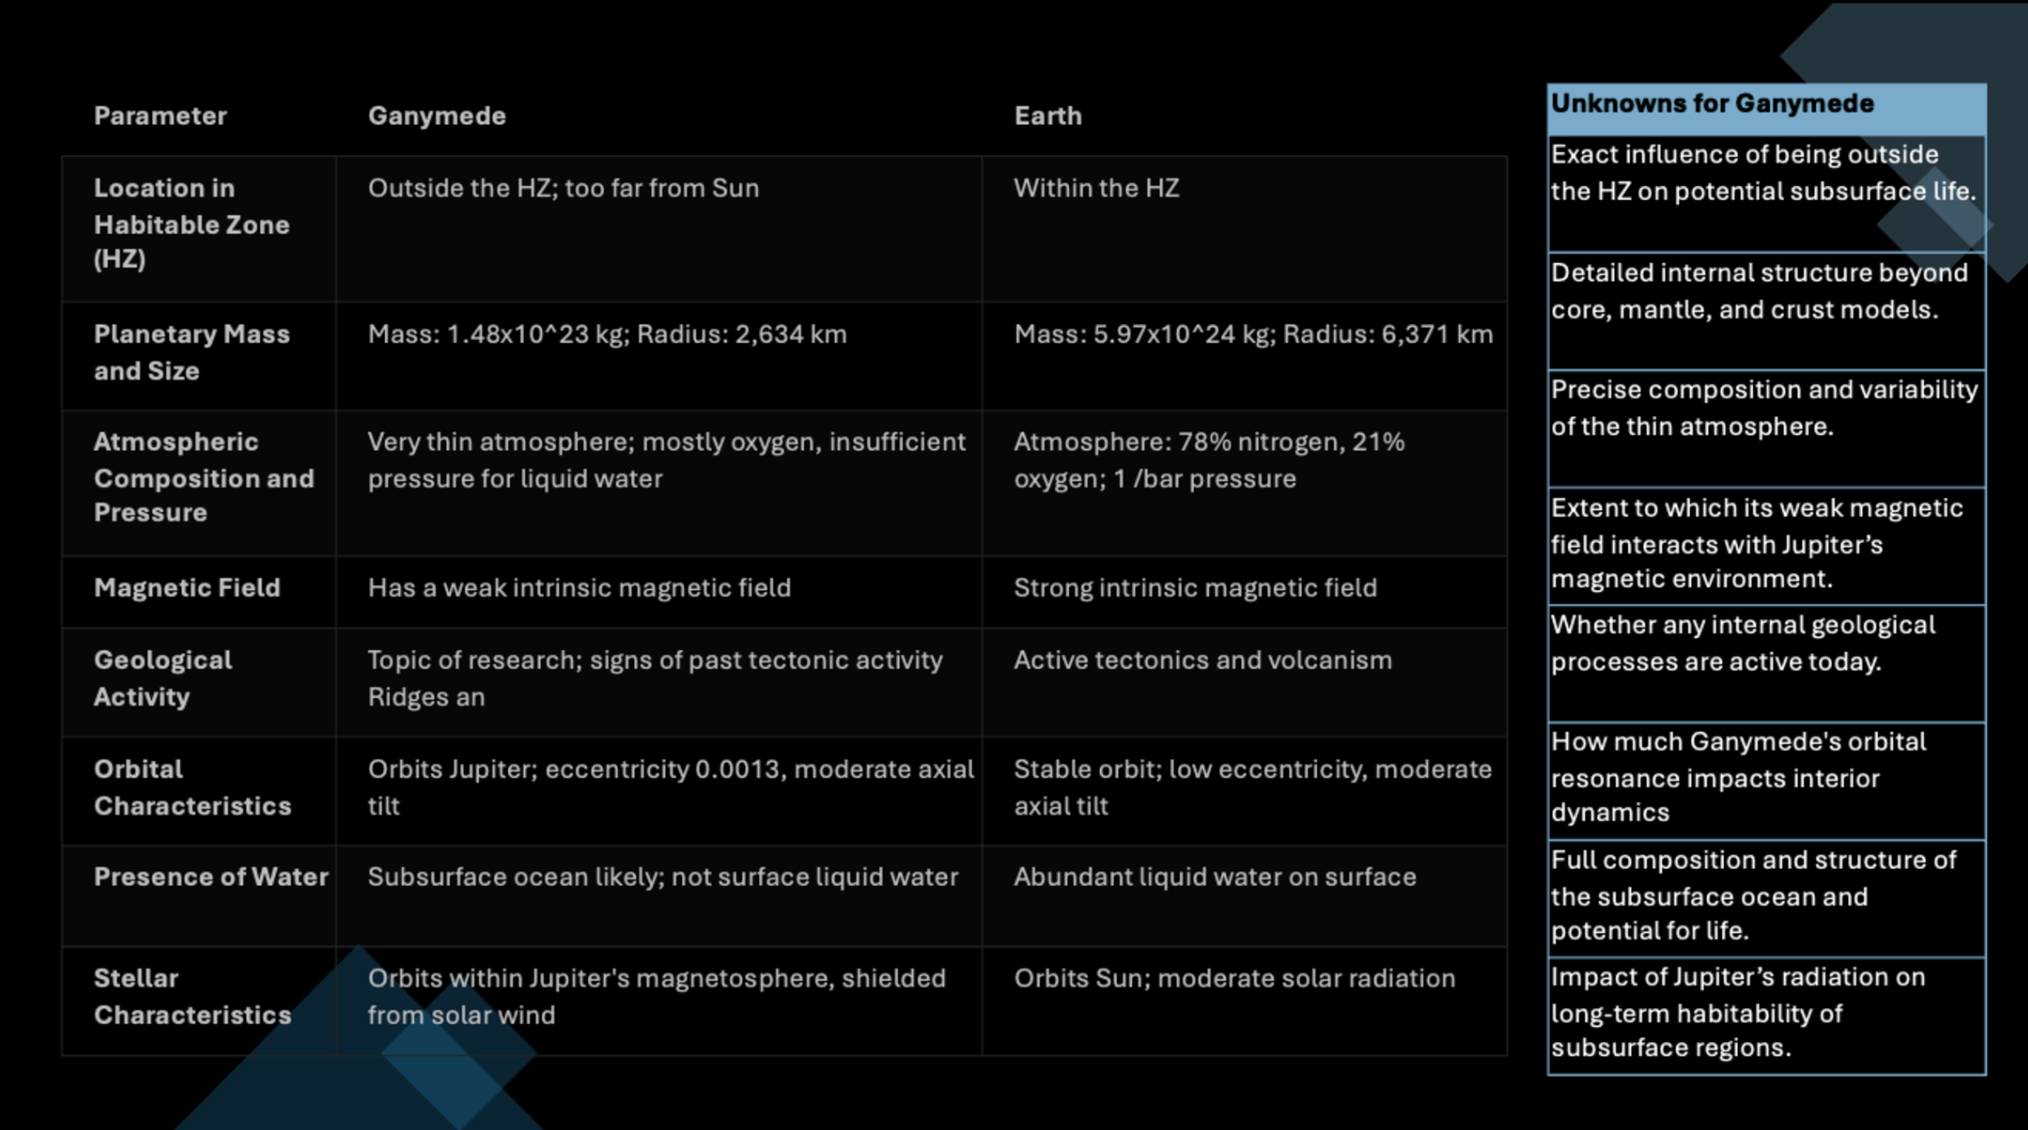 Parameter
Ganymede
Earth
Location in
Habitable Zone
(HZ)
Outside the HZ; too far from Sun
Within the HZ
Planetary Mass
and Size
Mass: 1.48x10^23 kg; Radius: 2,634 km
Mass: 5.97x10^24 kg; Radius: 6,371 km
Atmospheric
Composition and
Pressure
Very thin atmosphere; mostly oxygen, insufficient
pressure for liquid water
Atmosphere: 78% nitrogen, 21%
oxygen; 1 /bar pressure
Magnetic Field
Has a weak intrinsic magnetic field
Strong intrinsic magnetic field
Geological
Activity
Topic of research; signs of past tectonic activity
Ridges an
Active tectonics and volcanism
Orbital
Characteristics
Orbits Jupiter; eccentricity 0.0013, moderate axial
tilt
Stable orbit; low eccentricity, moderate
axial tilt
Presence of Water
Subsurface ocean likely; not surface liquid water
Abundant liquid water on surface
Stellar
Characteristics
Orbits within Jupiter's magnetosphere, shielded
from solar wind
Orbits Sun; moderate solar radiation
Unknowns for Ganymede
Exact influence of being outside
the HZ on potential subsurface life.
Detailed internal structure beyond
core, mantle, and crust models.
Precise composition and variability
of the thin atmosphere.
Extent to which its weak magnetic
field interacts with Jupiter’s
magnetic environment.
Whether any internal geological
processes are active today.
How much Ganymede's orbital
resonance impacts interior
dynamics
Full composition and structure of
the subsurface ocean and
potential for life.
Impact of Jupiter’s radiation on
long-term habitability of
subsurface regions.